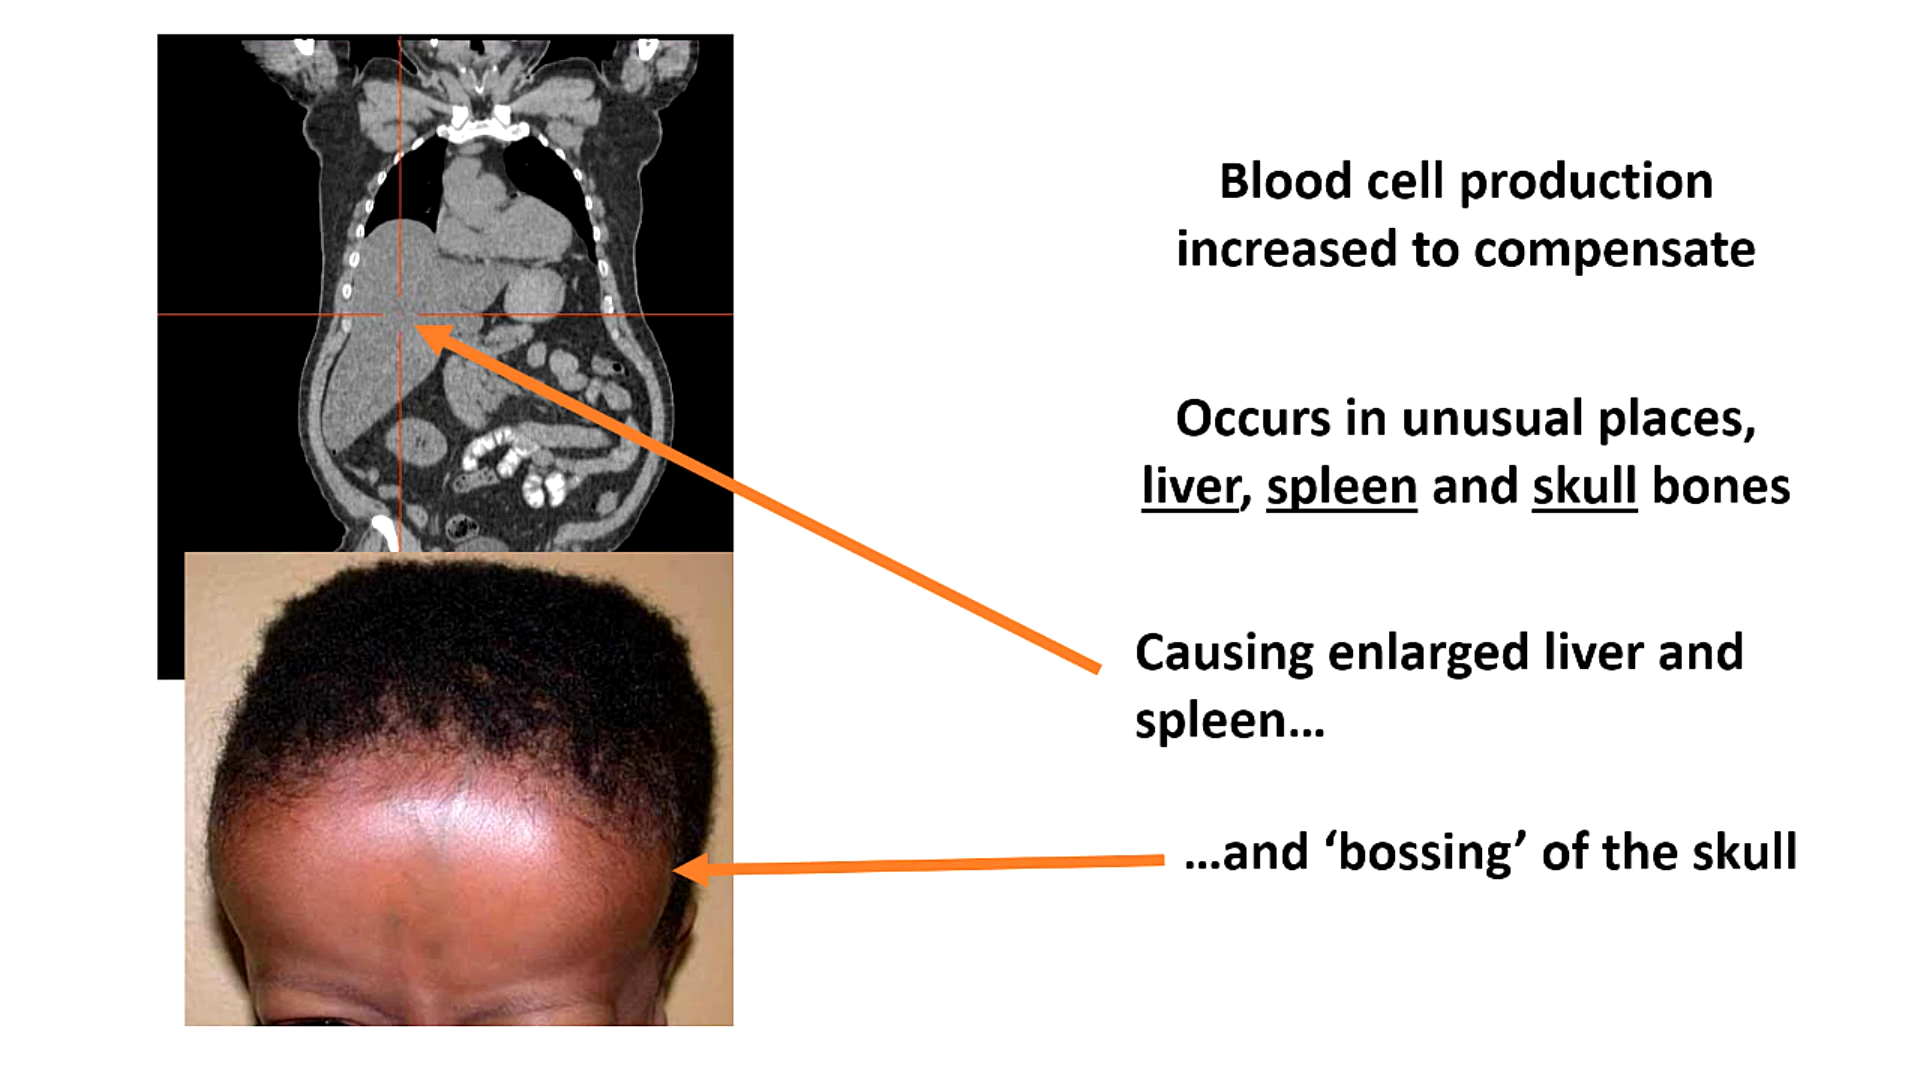 Blood cell production
increased to compensate
Occurs in unusual places,
liver, spleen and skull bones
Causing enlarged liver and
spleen...
...and ‘bossing’ of the skull